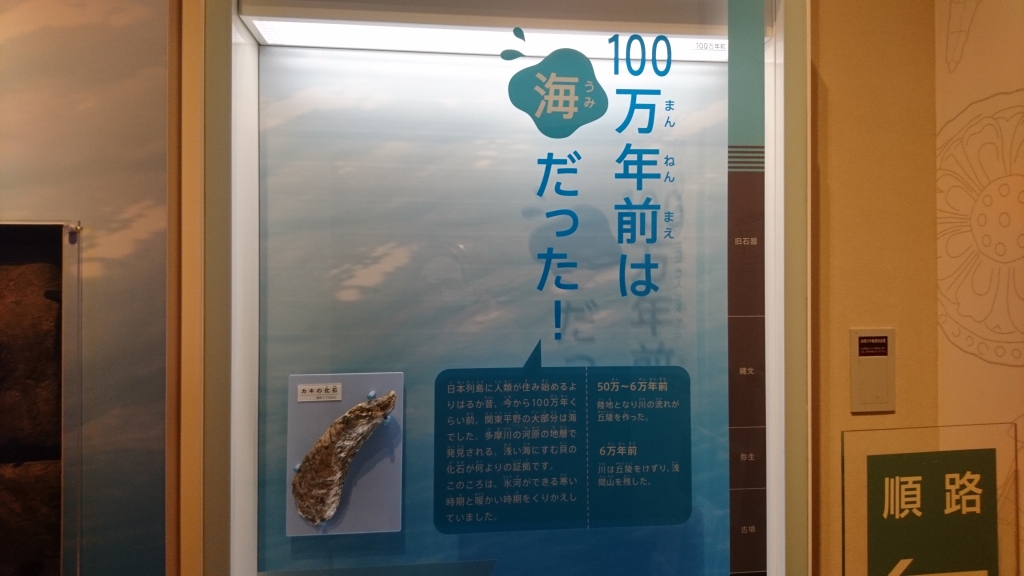 100万年前は
まん ねん まえ
海
うみ
だった！
100万年前
カキの化石
日本列島に人類が住み始めるよ
りはるか昔、今から100万年く
らい前、関東平野の大部分は海
でした。多摩川の河原の地層で
発見される、浅い海にすむ貝の
化石が何よりの証拠です。
このころは、氷河ができる寒い
時期と暖かい時期をくりかえし
ていました。
50万〜6万年前
陸地となり川の流れが
丘陵を作った。
6万年前
川は丘陵をけずり、浅
間山を残した。
旧石器
縄文
弥生
古墳
順路